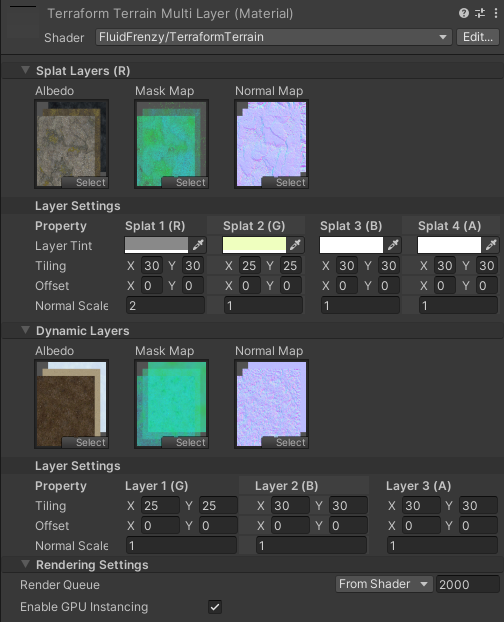 Terraform Terrain Multi Layer (Material)
Shader FluidFrenzy/TerraformTerrain Edit...
Splat Layers (R)
Albedo Mask Map Normal Map
Select Select Select
Layer Settings
Property Splat 1 (R) Splat 2 (G) Splat 3 (B) Splat 4 (A)
Layer Tint
Tiling X 30 Y 30 X 25 Y 25 X 30 Y 30 X 30 Y 30
Offset X 0 Y 0 X 0 Y 0 X 0 Y 0 X 0 Y 0
Normal Scale 2 1 1 1
Dynamic Layers
Albedo Mask Map Normal Map
Select Select Select
Layer Settings
Property Layer 1 (G) Layer 2 (B) Layer 3 (A)
Tiling X 25 Y 25 X 30 Y 30 X 30 Y 30
Offset X 0 Y 0 X 0 Y 0 X 0 Y 0
Normal Scale 1 1 1
Rendering Settings
Render Queue From Shader 2000
Enable GPU Instancing